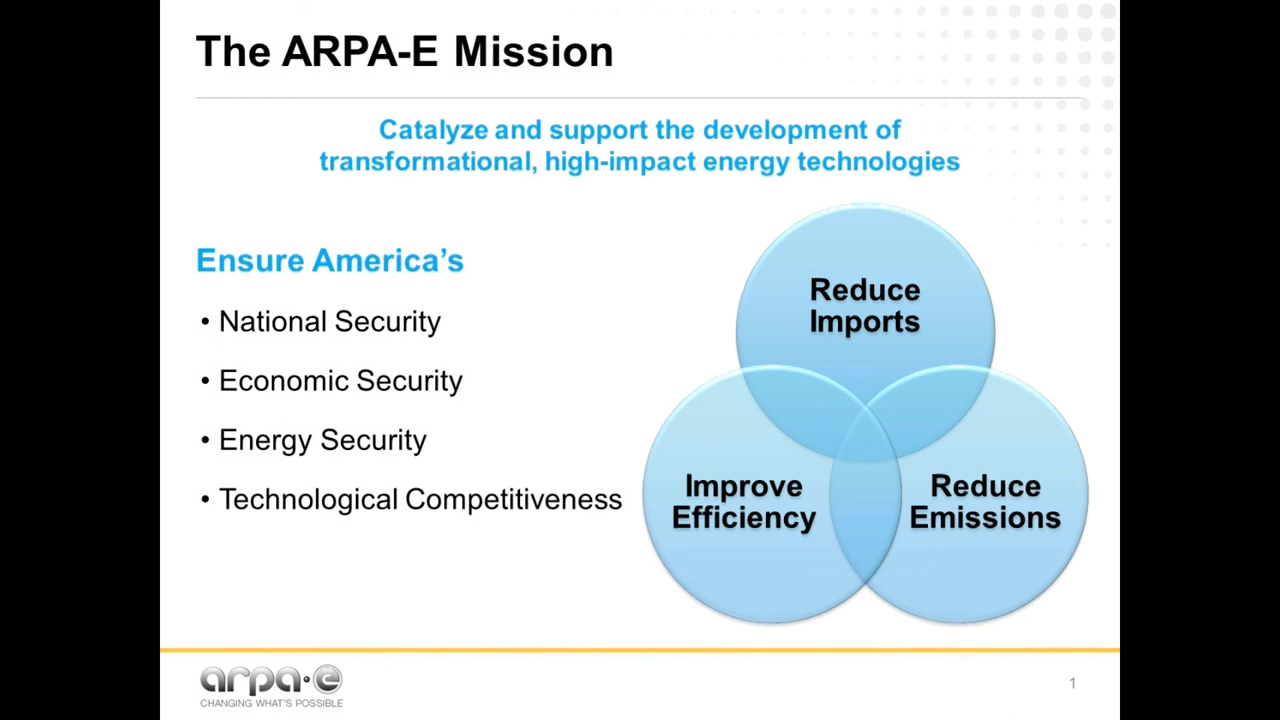 The ARPA-E Mission
Catalyze and support the development of
transformational, high-impact energy technologies
Ensure America's
• National Security
• Economic Security
• Energy Security
• Technological Competitiveness
Reduce
Imports
Improve
Efficiency
Reduce
Emissions
arpa·e
CHANGING WHAT'S POSSIBLE
1